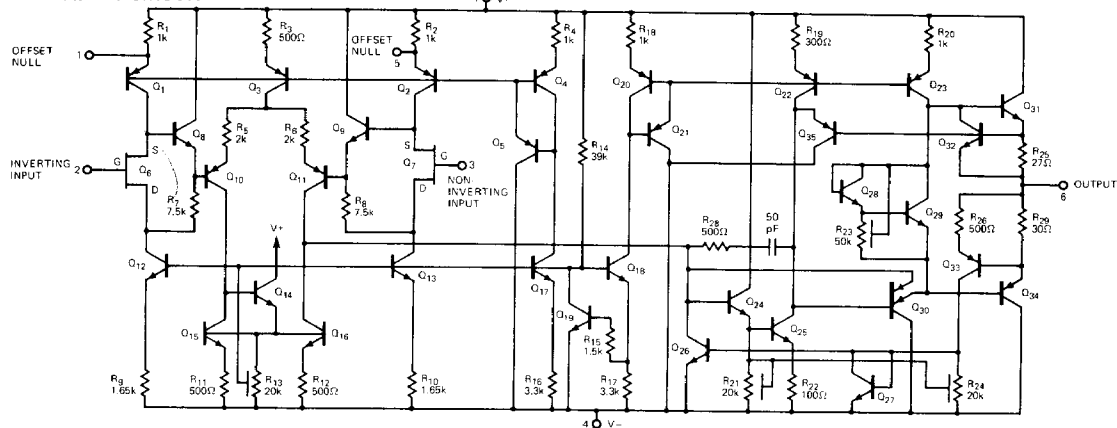 R1
1k
R3
500Ω
OFFSET
NULL
5
R2
1k
R4
1k
R18
1k
R19
300Ω
R20
1k
OFFSET
NULL
1
Q1
Q3
Q2
Q4
Q20
Q22
Q23
Q31
Q8
R5
2k
R6
2k
Q9
Q5
R14
39k
Q21
Q35
Q32
R25
27Ω
INVERTING
INPUT
2
G
S
Q6
D
Q10
Q11
S
Q7
G
D
3
NON-
INVERTING
INPUT
6
OUTPUT
Q28
Q29
R7
7.5k
R8
7.5k
R28
500Ω
50
pF
R23
50k
R26
500Ω
R29
30Ω
V+
Q12
Q13
Q17
Q18
Q33
Q14
Q24
Q30
Q34
Q15
Q16
Q19
R15
1.5k
Q26
Q25
R9
1.65k
R11
500Ω
R13
20k
R12
500Ω
R10
1.65k
R16
3.3k
R17
3.3k
R21
20k
R22
100Ω
Q27
R24
20k
4
V-